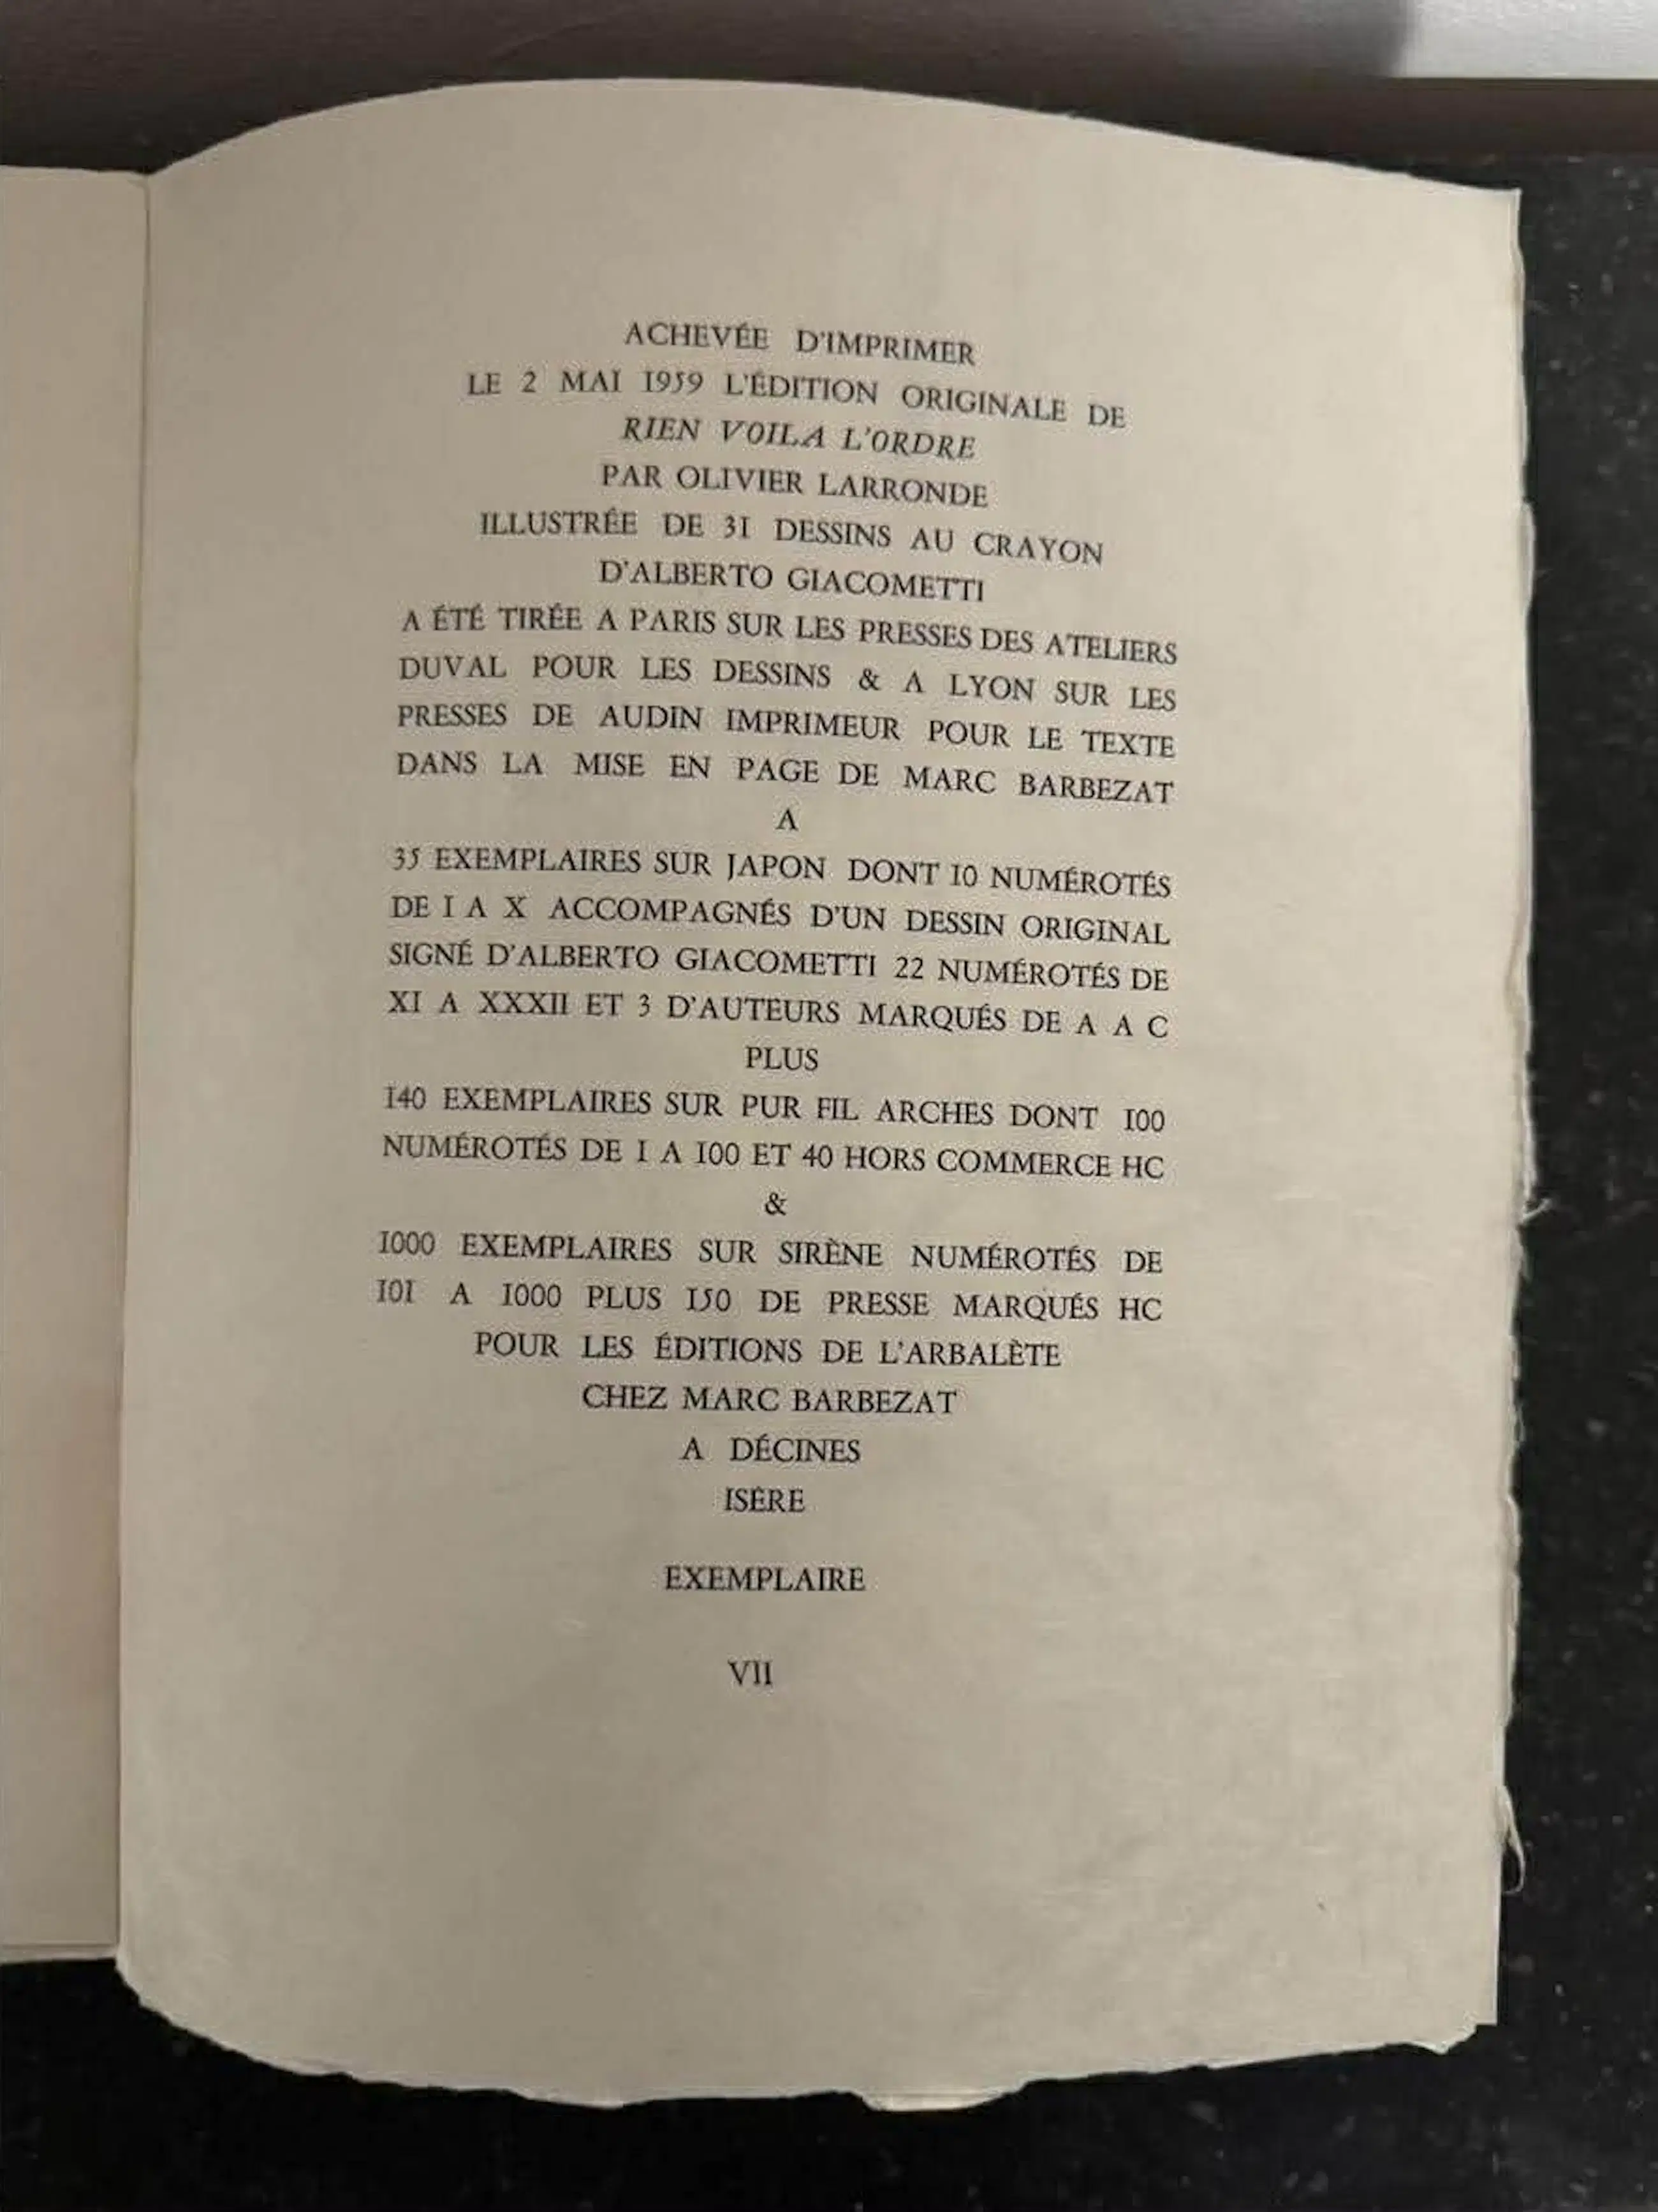 ACHEVÉE D'IMPRIMER
LE 2 MAI 1959 L'ÉDITION ORIGINALE DE
RIEN VOILA L'ORDRE
PAR OLIVIER LARRONDE
ILLUSTRÉE DE 31 DESSINS AU CRAYON
D'ALBERTO GIACOMETTI
A ÉTÉ TIRÉE A PARIS SUR LES PRESSES DES ATELIERS
DUVAL POUR LES DESSINS & A LYON SUR LES
PRESSES DE AUDIN IMPRIMEUR POUR LE TEXTE
DANS LA MISE EN PAGE DE MARC BARBEZAT
A
35 EXEMPLAIRES SUR JAPON DONT 10 NUMÉROTÉS
DE I A X ACCOMPAGNÉS D'UN DESSIN ORIGINAL
SIGNÉ D'ALBERTO GIACOMETTI 22 NUMÉROTÉS DE
XI A XXXII ET 3 D'AUTEURS MARQUÉS DE A A C
PLUS
140 EXEMPLAIRES SUR PUR FIL ARCHES DONT 100
NUMÉROTÉS DE 1 A 100 ET 40 HORS COMMERCE HC
&
1000 EXEMPLAIRES SUR SIRÈNE NUMÉROTÉS DE
101 A 1000 PLUS 150 DE PRESSE MARQUÉS HC
POUR LES ÉDITIONS DE L'ARBALÈTE
CHEZ MARC BARBEZAT
A DÉCINES
ISÈRE
EXEMPLAIRE
VII